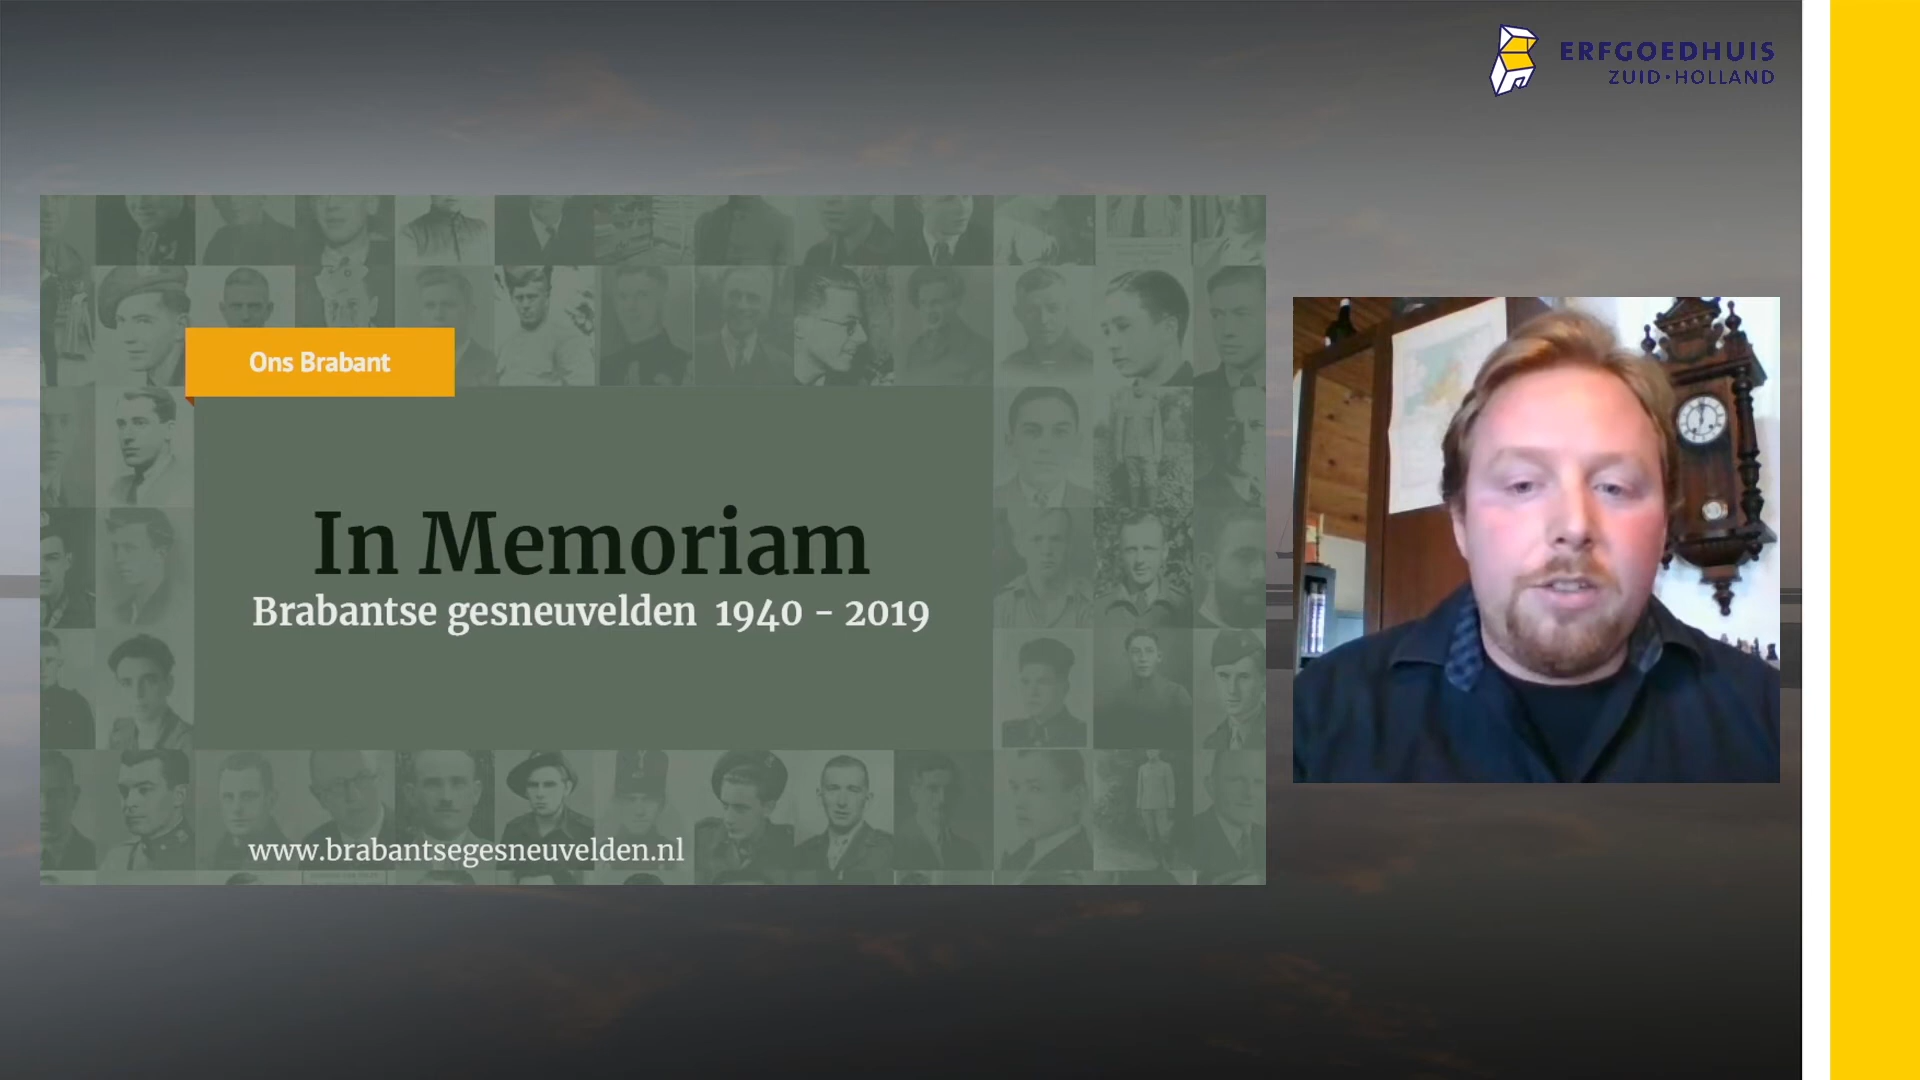 ERFGOEDHUIS
ZUID·HOLLAND
Ons Brabant
In Memoriam
Brabantse gesneuvelden 1940 - 2019
www.brabantsegesneuvelden.nl